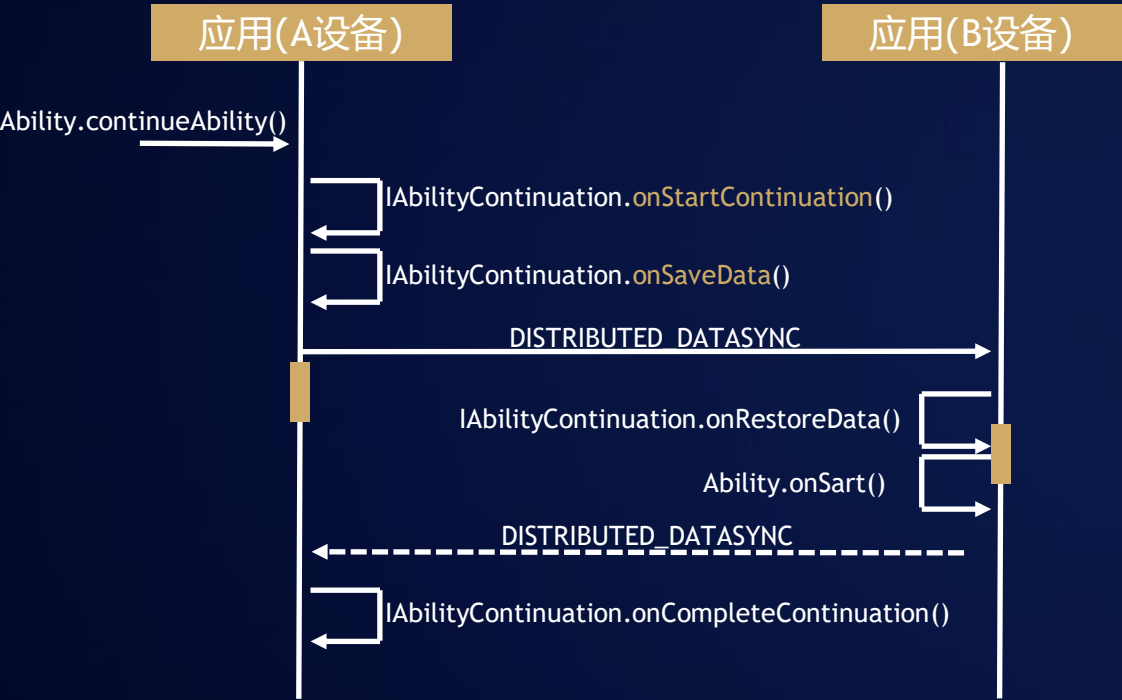 应用(A设备)
应用(B设备)
Ability.continueAbility()
IAbilityContinuation.onStartContinuation()
IAbilityContinuation.onSaveData()
DISTRIBUTED_DATASYNC
IAbilityContinuation.onRestoreData()
Ability.onSart()
DISTRIBUTED_DATASYNC
IAbilityContinuation.onCompleteContinuation()